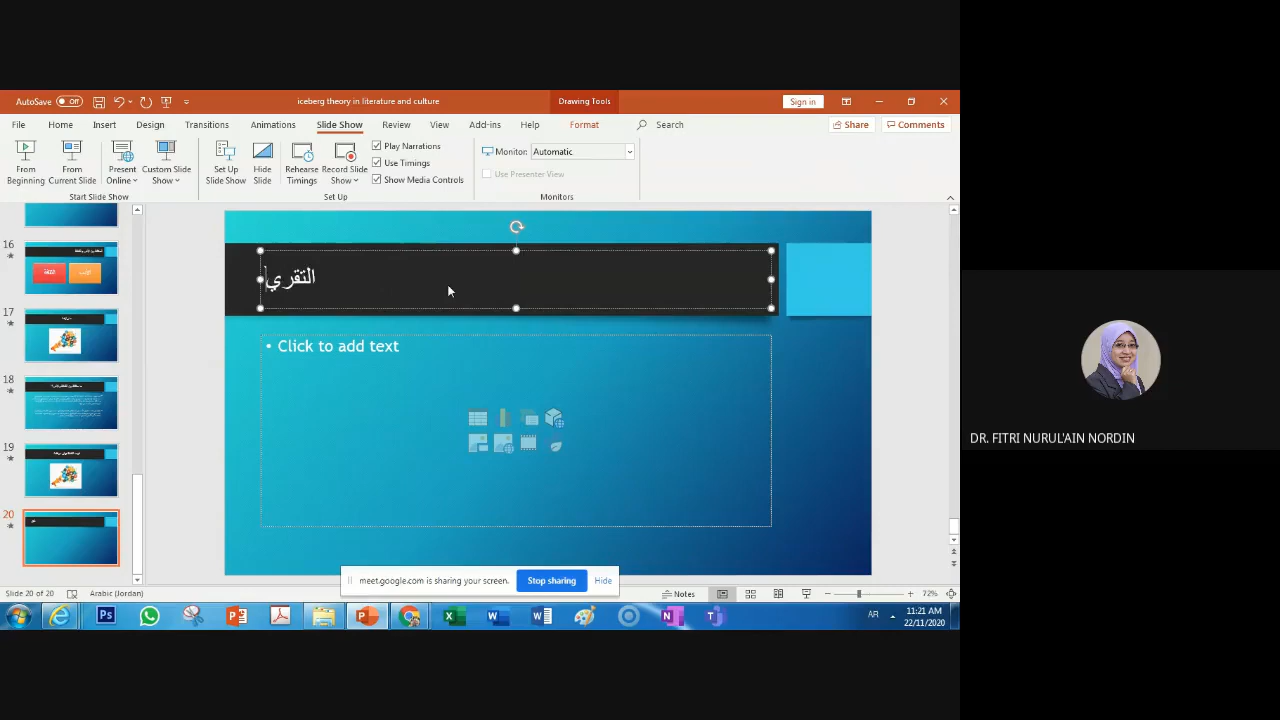 AutoSave Off
iceberg theory in literature and culture
Drawing Tools
Sign in
File Home Insert Design Transitions Animations Slide Show Review View Add-ins Help Format Search
Share Comments
From Beginning
From Current Slide
Present Online
Custom Slide Show
Set Up Slide Show
Hide Slide
Rehearse Timings
Record Slide Show
Play Narrations
Use Timings
Show Media Controls
Monitor: Automatic
Use Presenter View
Start Slide Show
Set Up
Monitors
16
17
18
19
20
التقري
• Click to add text
meet.google.com is sharing your screen. Stop sharing Hide
Slide 20 of 20 Arabic (Jordan) Notes 72%
AR 11:21 AM
22/11/2020
DR. FITRI NURUL'AIN NORDIN